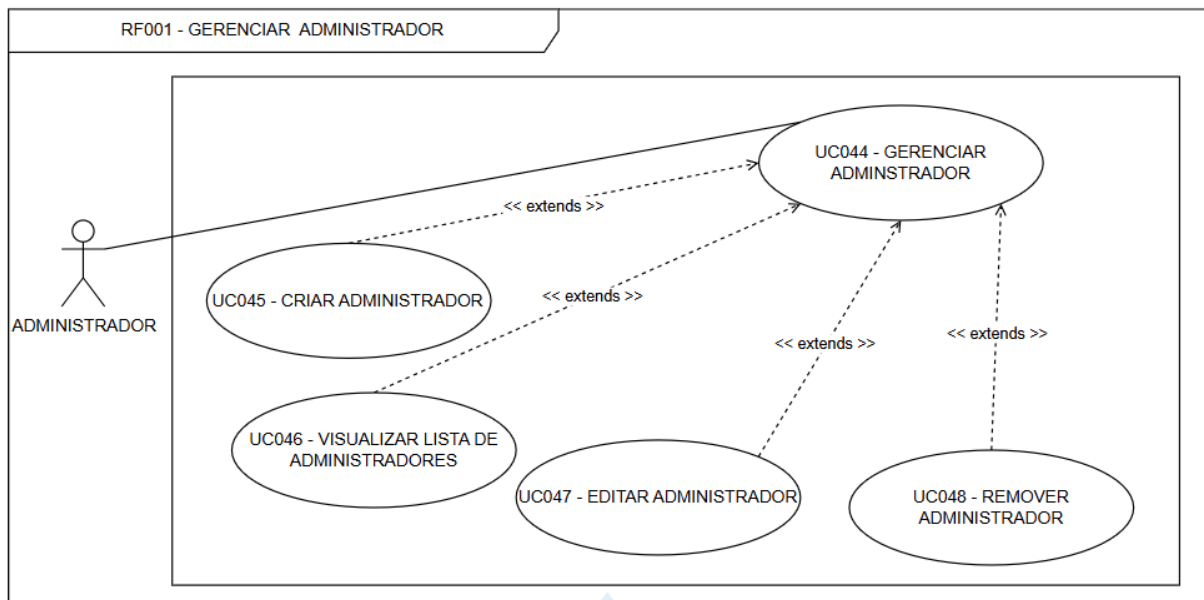 RF001 - GERENCIAR ADMINISTRADOR
UC044 - GERENCIAR
ADMINSTRADOR
<< extends >>
UC045 - CRIAR ADMINISTRADOR
<< extends >>
ADMINISTRADOR
<< extends >>
<< extends >>
UC046 - VISUALIZAR LISTA DE
ADMINISTRADORES
UC047 - EDITAR ADMINISTRADOR
UC048 - REMOVER
ADMINISTRADOR